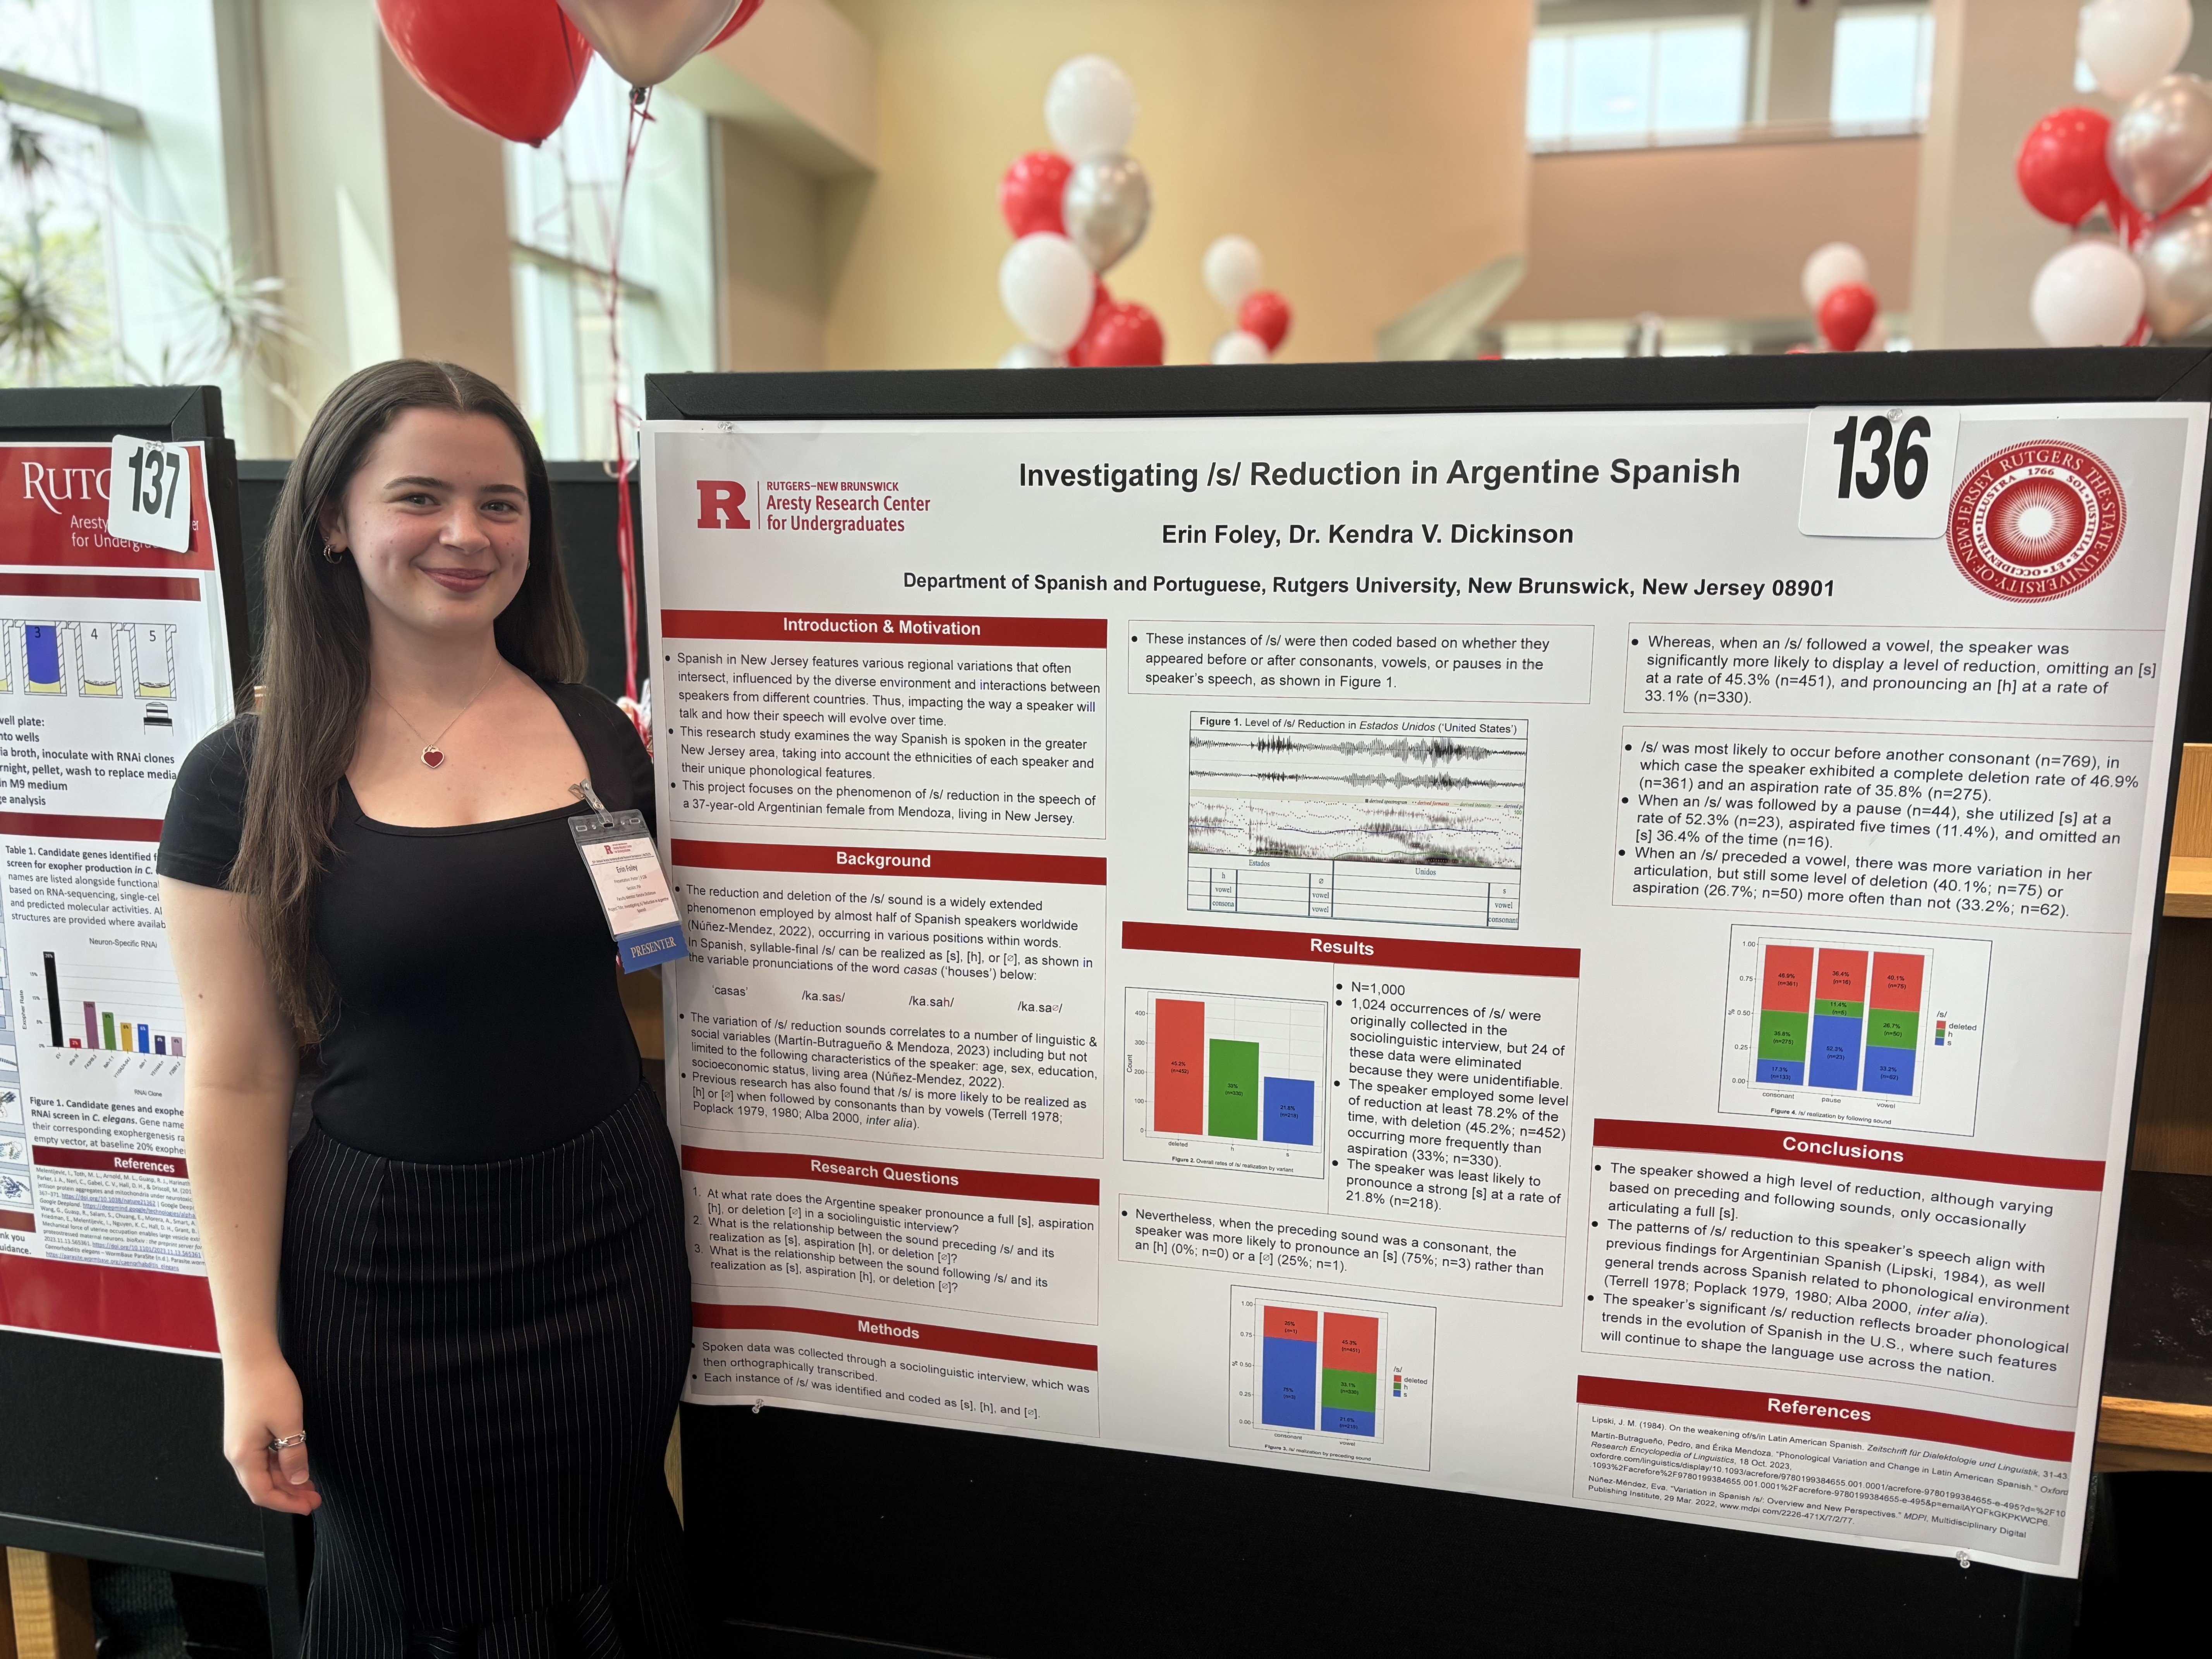 RUTG
Aresty
for Undergr
137
3 4 5
well plate:
nto wells
ia broth, inoculate with RNAi clones
rnight, pellet, wash to replace media
in M9 medium
ge analysis
Table 1. Candidate genes identified f
screen for exopher production in C.
names are listed alongside functional
based on RNA-sequencing, single-cel
and predicted molecular activities. Al
structures are provided where availab
Neuron-Specific RNAi
Exopher Rate
RNAi Clone
Figure 1. Candidate genes and exophe
RNAi screen in C. elegans. Gene name
their corresponding exophergenesis ra
empty vector, at baseline 20% exophe
References
nk you
uidance.
Erin Foley
PRESENTER
136
RUTGERS–NEW BRUNSWICK
Aresty Research Center
for Undergraduates
Investigating /s/ Reduction in Argentine Spanish
Erin Foley, Dr. Kendra V. Dickinson
Department of Spanish and Portuguese, Rutgers University, New Brunswick, New Jersey 08901
RUTGERS THE STATE UNIVERSITY OF NEW JERSEY
1766
SOL IUSTITIAE ET OCCIDENTEM ILLUSTRA
Introduction & Motivation
• Spanish in New Jersey features various regional variations that often
intersect, influenced by the diverse environment and interactions between
speakers from different countries. Thus, impacting the way a speaker will
talk and how their speech will evolve over time.
• This research study examines the way Spanish is spoken in the greater
New Jersey area, taking into account the ethnicities of each speaker and
their unique phonological features.
• This project focuses on the phenomenon of /s/ reduction in the speech of
a 37-year-old Argentinian female from Mendoza, living in New Jersey.
Background
• The reduction and deletion of the /s/ sound is a widely extended
phenomenon employed by almost half of Spanish speakers worldwide
(Núñez-Mendez, 2022), occurring in various positions within words.
In Spanish, syllable-final /s/ can be realized as [s], [h], or [∅], as shown in
the variable pronunciations of the word casas ('houses') below:
'casas' /ka.sas/ /ka.sah/ /ka.sa∅/
• The variation of /s/ reduction sounds correlates to a number of linguistic &
social variables (Martín-Butragueño & Mendoza, 2023) including but not
limited to the following characteristics of the speaker: age, sex, education,
socioeconomic status, living area (Núñez-Mendez, 2022).
• Previous research has also found that /s/ is more likely to be realized as
[h] or [∅] when followed by consonants than by vowels (Terrell 1978;
Poplack 1979, 1980; Alba 2000, inter alia).
Research Questions
1. At what rate does the Argentine speaker pronounce a full [s], aspiration
[h], or deletion [∅] in a sociolinguistic interview?
2. What is the relationship between the sound preceding /s/ and its
realization as [s], aspiration [h], or deletion [∅]?
3. What is the relationship between the sound following /s/ and its
realization as [s], aspiration [h], or deletion [∅]?
Methods
• Spoken data was collected through a sociolinguistic interview, which was
then orthographically transcribed.
• Each instance of /s/ was identified and coded as [s], [h], and [∅].
• These instances of /s/ were then coded based on whether they
appeared before or after consonants, vowels, or pauses in the
speaker's speech, as shown in Figure 1.
Figure 1. Level of /s/ Reduction in Estados Unidos ('United States')
Estados Unidos
h ∅ s
vowel vowel vowel
consons vowel consonant
Results
400
300
200
100
0
Count
45.2%
(n=452)
33%
(n=330)
21.8%
(n=218)
deleted h s
Figure 2. Overall rates of /s/ realization by variant
• N=1,000
• 1,024 occurrences of /s/ were
originally collected in the
sociolinguistic interview, but 24 of
these data were eliminated
because they were unidentifiable.
• The speaker employed some level
of reduction at least 78.2% of the
time, with deletion (45.2%; n=452)
occurring more frequently than
aspiration (33%; n=330).
• The speaker was least likely to
pronounce a strong [s] at a rate of
21.8% (n=218).
• Nevertheless, when the preceding sound was a consonant, the
speaker was more likely to pronounce an [s] (75%; n=3) rather than
an [h] (0%; n=0) or a [∅] (25%; n=1).
1.00
0.75
% 0.50
0.25
0.00
25%
(n=1)
75%
(n=3)
45.3%
(n=451)
33.1%
(n=330)
21.6%
consonant vowel
/s/
deleted
h
s
Figure 3. /s/ realization by preceding sound
• Whereas, when an /s/ followed a vowel, the speaker was
significantly more likely to display a level of reduction, omitting an [s]
at a rate of 45.3% (n=451), and pronouncing an [h] at a rate of
33.1% (n=330).
• /s/ was most likely to occur before another consonant (n=769), in
which case the speaker exhibited a complete deletion rate of 46.9%
(n=361) and an aspiration rate of 35.8% (n=275).
• When an /s/ was followed by a pause (n=44), she utilized [s] at a
rate of 52.3% (n=23), aspirated five times (11.4%), and omitted an
[s] 36.4% of the time (n=16).
• When an /s/ preceded a vowel, there was more variation in her
articulation, but still some level of deletion (40.1%; n=75) or
aspiration (26.7%; n=50) more often than not (33.2%; n=62).
1.00
0.75
% 0.50
0.25
0.00
46.9%
(n=361)
35.8%
(n=275)
17.3%
(n=133)
36.4%
(n=16)
11.4%
(n=5)
52.3%
(n=23)
40.1%
(n=75)
26.7%
(n=50)
33.2%
(n=62)
consonant pause vowel
/s/
deleted
h
s
Figure 4. /s/ realization by following sound
Conclusions
• The speaker showed a high level of reduction, although varying
based on preceding and following sounds, only occasionally
articulating a full [s].
• The patterns of /s/ reduction to this speaker's speech align with
previous findings for Argentinian Spanish (Lipski, 1984), as well
general trends across Spanish related to phonological environment
(Terrell 1978; Poplack 1979, 1980; Alba 2000, inter alia).
• The speaker's significant /s/ reduction reflects broader phonological
trends in the evolution of Spanish in the U.S., where such features
will continue to shape the language use across the nation.
References
Lipski, J. M. (1984). On the weakening of/s/in Latin American Spanish. Zeitschrift für Dialektologie und Linguistik, 31-43
Martín-Butragueño, Pedro, and Érika Mendoza. "Phonological Variation and Change in Latin American Spanish." Oxford
Research Encyclopedia of Linguistics, 18 Oct. 2023,
oxfordre.com/linguistics/display/10.1093/acrefore/9780199384655.001.0001/acrefore-9780199384655-e-495?d=%2F10
.1093%2Facrefore%2F9780199384655.001.0001%2Facrefore-9780199384655-e-495&p=emailAYQFkGKPKWCP6.
Núñez-Méndez, Eva. "Variation in Spanish /s/: Overview and New Perspectives." MDPI, Multidisciplinary Digital
Publishing Institute, 29 Mar. 2022, www.mdpi.com/2226-471X/7/2/77.